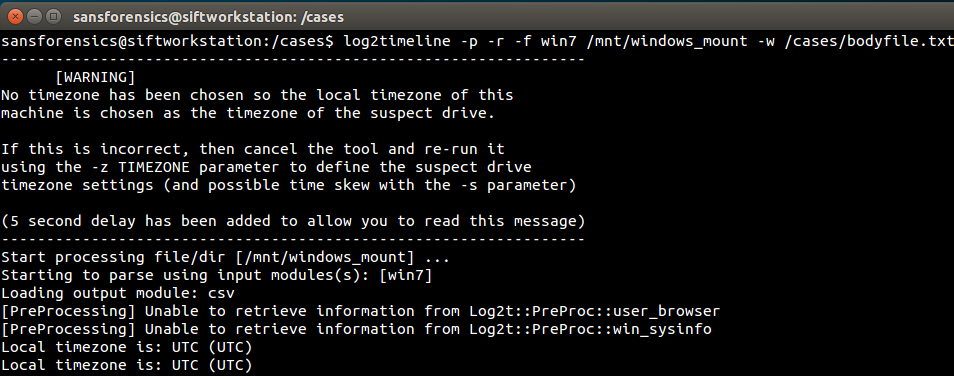 sansforensics@siftworkstation: /cases
sansforensics@siftworkstation:/cases$ log2timeline -p -r -f win7 /mnt/windows_mount -w /cases/bodyfile.txt
-----------------------------------------------------------------
      [WARNING]
No timezone has been chosen so the local timezone of this
machine is chosen as the timezone of the suspect drive.
If this is incorrect, then cancel the tool and re-run it
using the -z TIMEZONE parameter to define the suspect drive
timezone settings (and possible time skew with the -s parameter)
(5 second delay has been added to allow you to read this message)
-----------------------------------------------------------------
Start processing file/dir [/mnt/windows_mount] ...
Starting to parse using input modules(s): [win7]
Loading output module: csv
[PreProcessing] Unable to retrieve information from Log2t::PreProc::user_browser
[PreProcessing] Unable to retrieve information from Log2t::PreProc::win_sysinfo
Local timezone is: UTC (UTC)
Local timezone is: UTC (UTC)